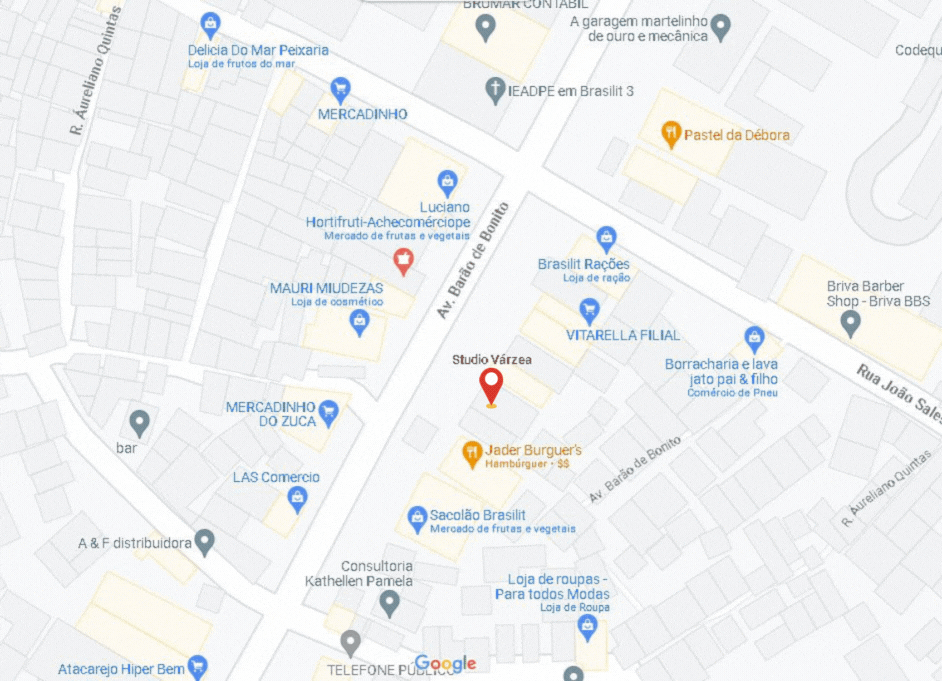 BRUMAR CONTÁBIL
A garagem martelinho
de ouro e mecânica
Delicia Do Mar Peixaria
Loja de frutos do mar
Codequ
R. Aureliano Quintas
MERCADINHO
IEADPE em Brasilit 3
Pastel da Débora
Luciano
Hortifruti-Achecomérciope
Mercado de frutas e vegetais
Av. Barão de Bonito
Brasilit Rações
Loja de ração
MAURI MIUDEZAS
Loja de cosmético
Briva Barber
Shop - Briva BBS
VITARELLA FILIAL
Studio Várzea
Borracharia e lava
jato pai & filho
Comércio de Pneu
Rua João Sales
MERCADINHO
DO ZUCA
bar
Jader Burguer's
Hambúrguer · $$
Av. Barão de Bonito
R. Aureliano Quintas
LAS Comercio
Sacolão Brasilit
Mercado de frutas e vegetais
A & F distribuidora
Consultoria
Kathellen Pamela
Loja de roupas -
Para todos Modas
Loja de Roupa
Atacarejo Hiper Bem
TELEFONE PÚBLICO
Google